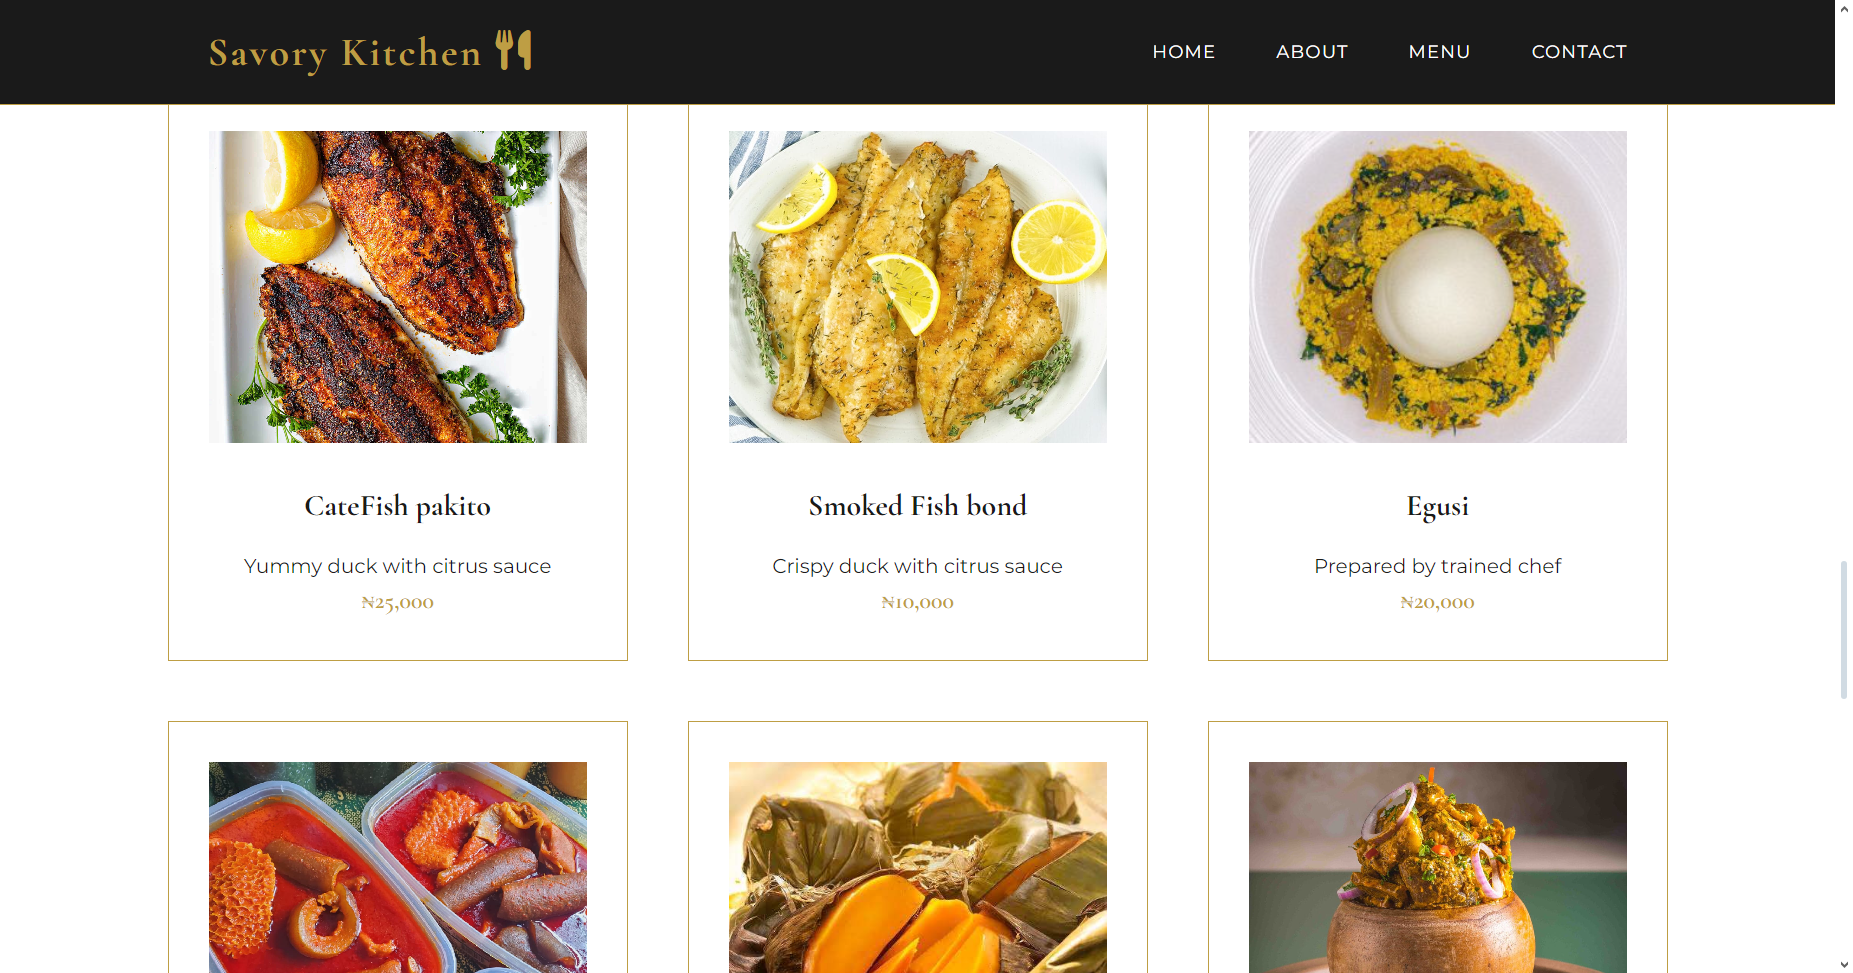 Savory Kitchen
HOME ABOUT MENU CONTACT
CateFish pakito
Yummy duck with citrus sauce
₦25,000
Smoked Fish bond
Crispy duck with citrus sauce
₦10,000
Egusi
Prepared by trained chef
₦20,000